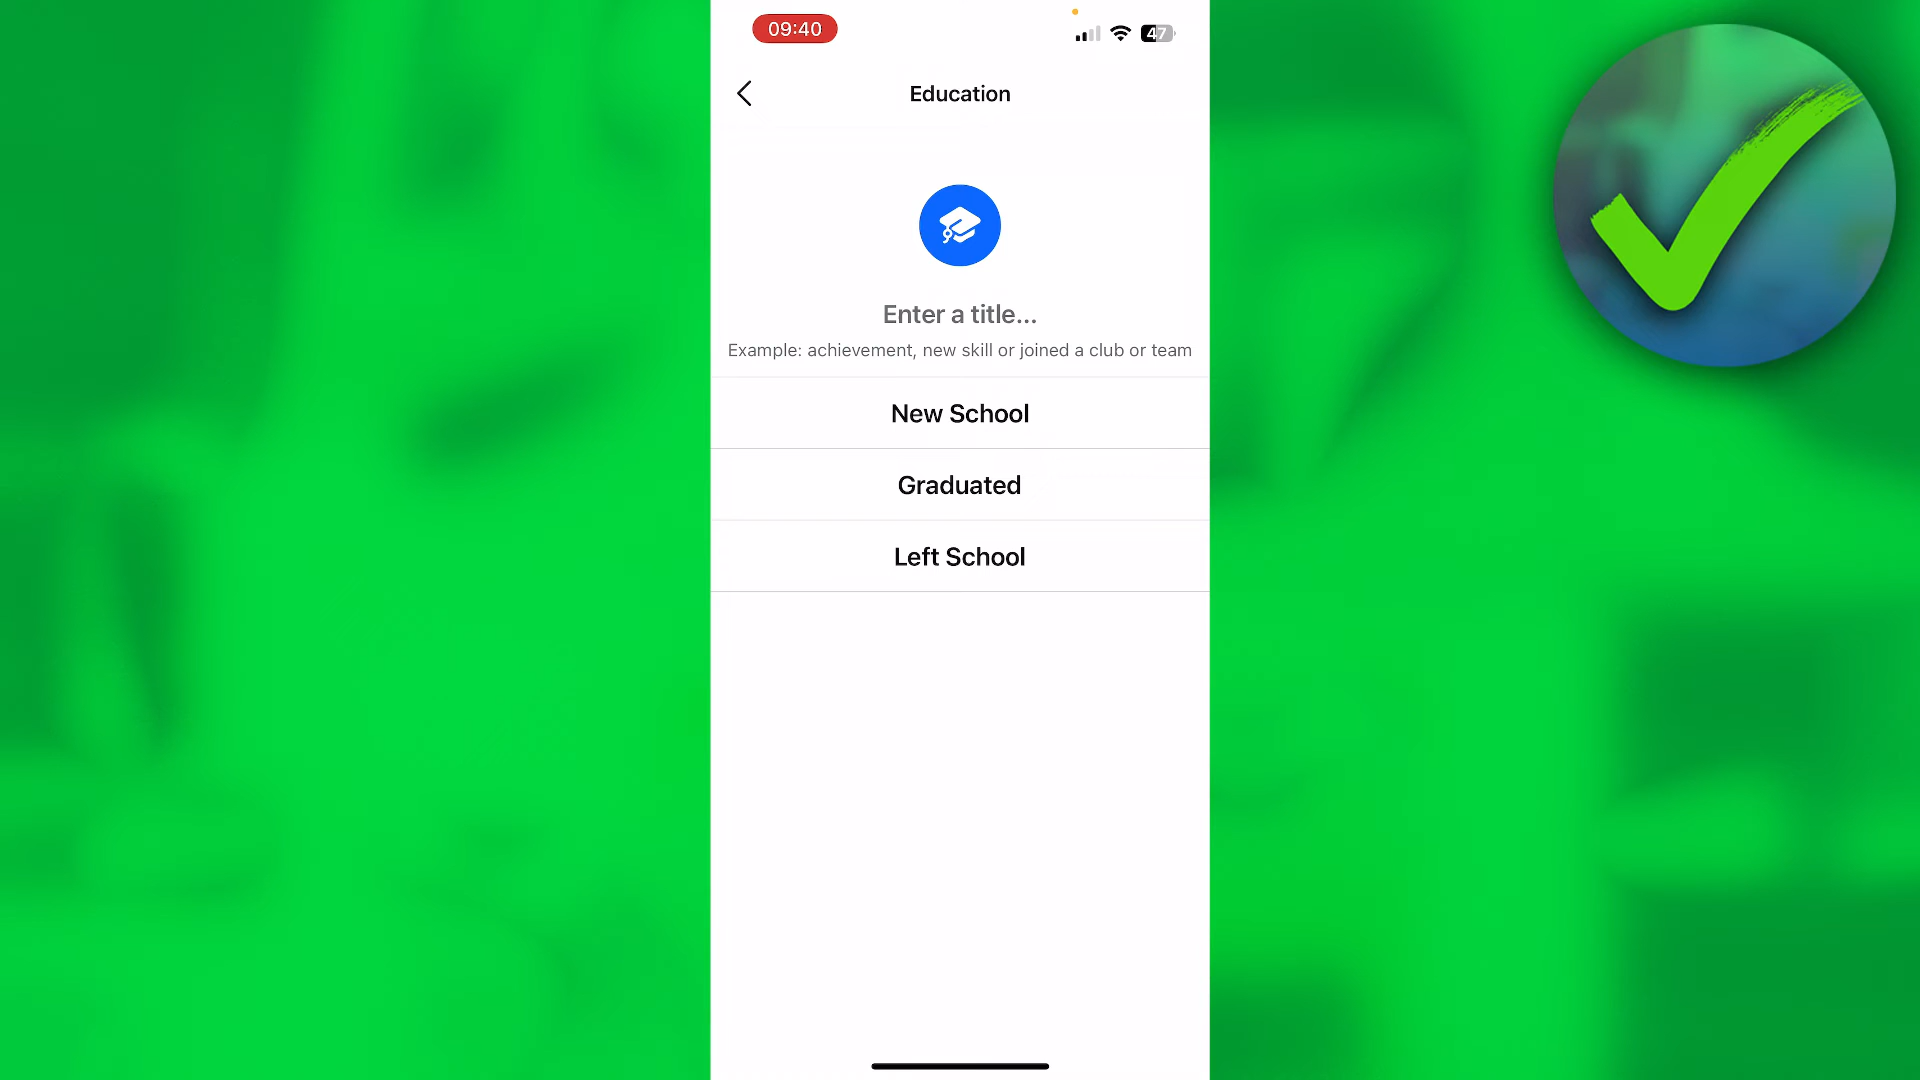 09:40
47
Education
Enter a title...
Example: achievement, new skill or joined a club or team
New School
Graduated
Left School